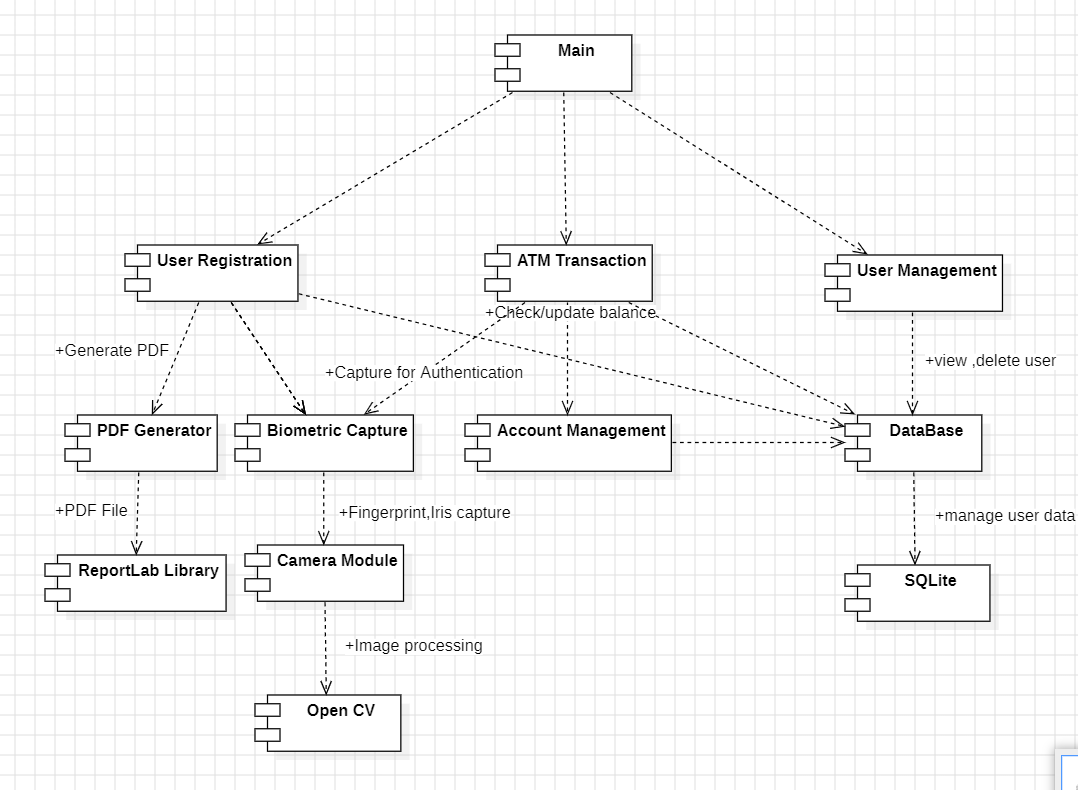 Main
User Registration
ATM Transaction
User Management
+Check/update balance
+Generate PDF
+view ,delete user
+Capture for Authentication
PDF Generator
Biometric Capture
Account Management
DataBase
+PDF File
+Fingerprint,Iris capture
+manage user data
ReportLab Library
Camera Module
SQLite
+Image processing
Open CV